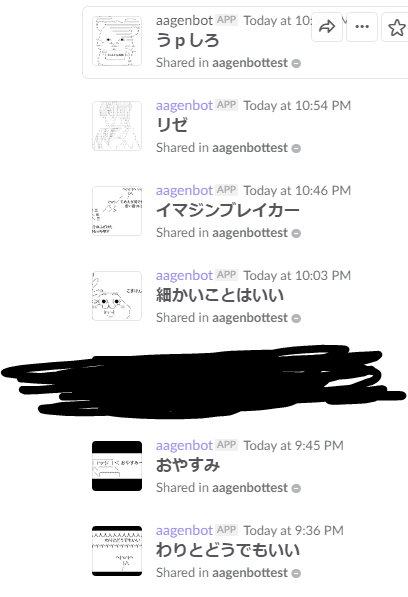 aagenbot APP Today at 10:
うｐしろ
Shared in aagenbottest
aagenbot APP Today at 10:54 PM
リゼ
Shared in aagenbottest
aagenbot APP Today at 10:46 PM
イマジンブレイカー
Shared in aagenbottest
aagenbot APP Today at 10:03 PM
細かいことはいい
Shared in aagenbottest
aagenbot APP Today at 9:45 PM
おやすみ
Shared in aagenbottest
aagenbot APP Today at 9:36 PM
わりとどうでもいい
Shared in aagenbottest